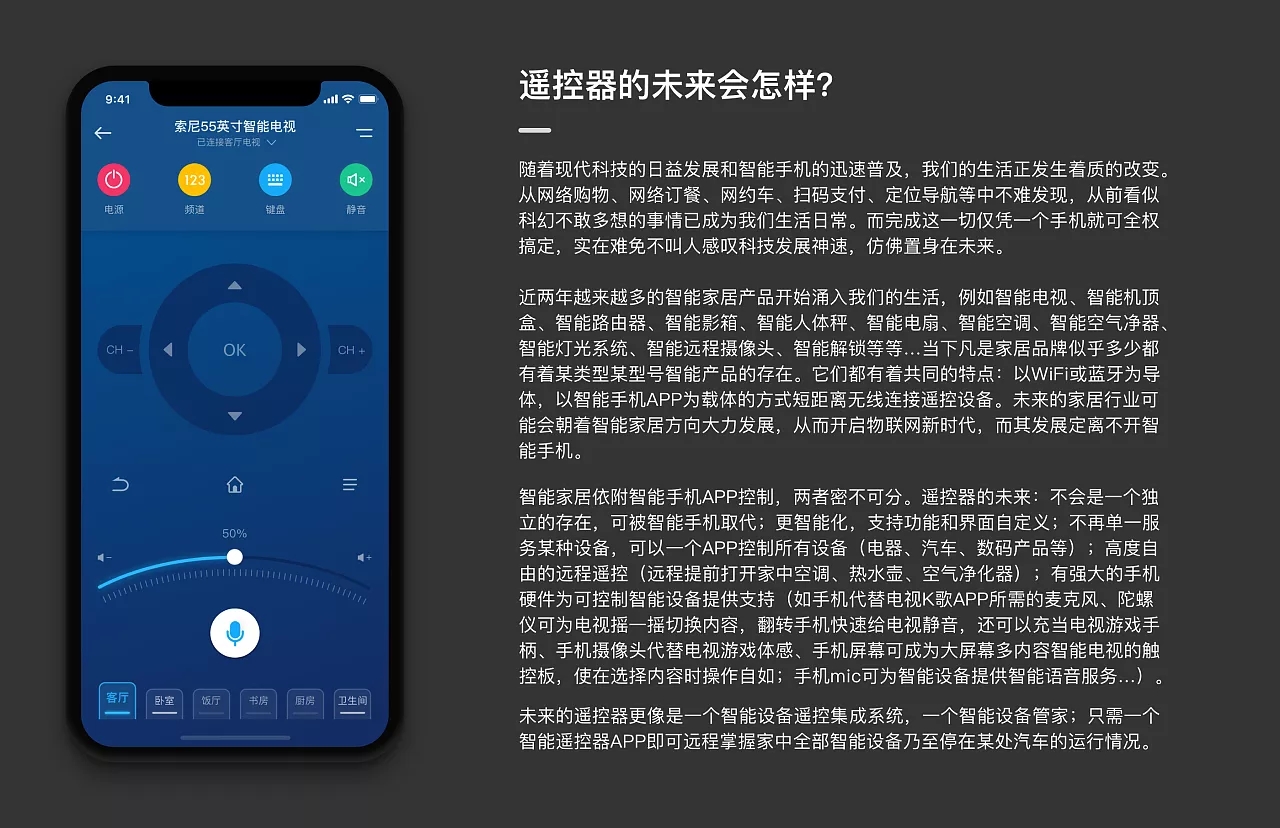 9:41
索尼55英寸智能电视
已连接客厅电视
123
电源
频道
键盘
静音
CH –
OK
CH +
50%
客厅
卧室
饭厅
书房
厨房
卫生间
遥控器的未来会怎样？
随着现代科技的日益发展和智能手机的迅速普及，我们的生活正发生着质的改变。
从网络购物、网络订餐、网约车、扫码支付、定位导航等中不难发现，从前看似
科幻不敢多想的事情已成为我们生活日常。而完成这一切仅凭一个手机就可全权
搞定，实在难免不叫人感叹科技发展神速，仿佛置身在未来。
近两年越来越多的智能家居产品开始涌入我们的生活，例如智能电视、智能机顶
盒、智能路由器、智能影箱、智能人体秤、智能电扇、智能空调、智能空气净器、
智能灯光系统、智能远程摄像头、智能解锁等等...当下凡是家居品牌似乎多少都
有着某类型某型号智能产品的存在。它们都有着共同的特点：以WiFi或蓝牙为导
体，以智能手机APP为载体的方式短距离无线连接遥控设备。未来的家居行业可
能会朝着智能家居方向大力发展，从而开启物联网新时代，而其发展定离不开智
能手机。
智能家居依附智能手机APP控制，两者密不可分。遥控器的未来：不会是一个独
立的存在，可被智能手机取代；更智能化，支持功能和界面自定义；不再单一服
务某种设备，可以一个APP控制所有设备（电器、汽车、数码产品等）；高度自
由的远程遥控（远程提前打开家中空调、热水壶、空气净化器）；有强大的手机
硬件为可控制智能设备提供支持（如手机代替电视K歌APP所需的麦克风、陀螺
仪可为电视摇一摇切换内容，翻转手机快速给电视静音，还可以充当电视游戏手
柄、手机摄像头代替电视游戏体感、手机屏幕可成为大屏幕多内容智能电视的触
控板，使在选择内容时操作自如；手机mic可为智能设备提供智能语音服务...）。
未来的遥控器更像是一个智能设备遥控集成系统，一个智能设备管家；只需一个
智能遥控器APP即可远程掌握家中全部智能设备乃至停在某处汽车的运行情况。